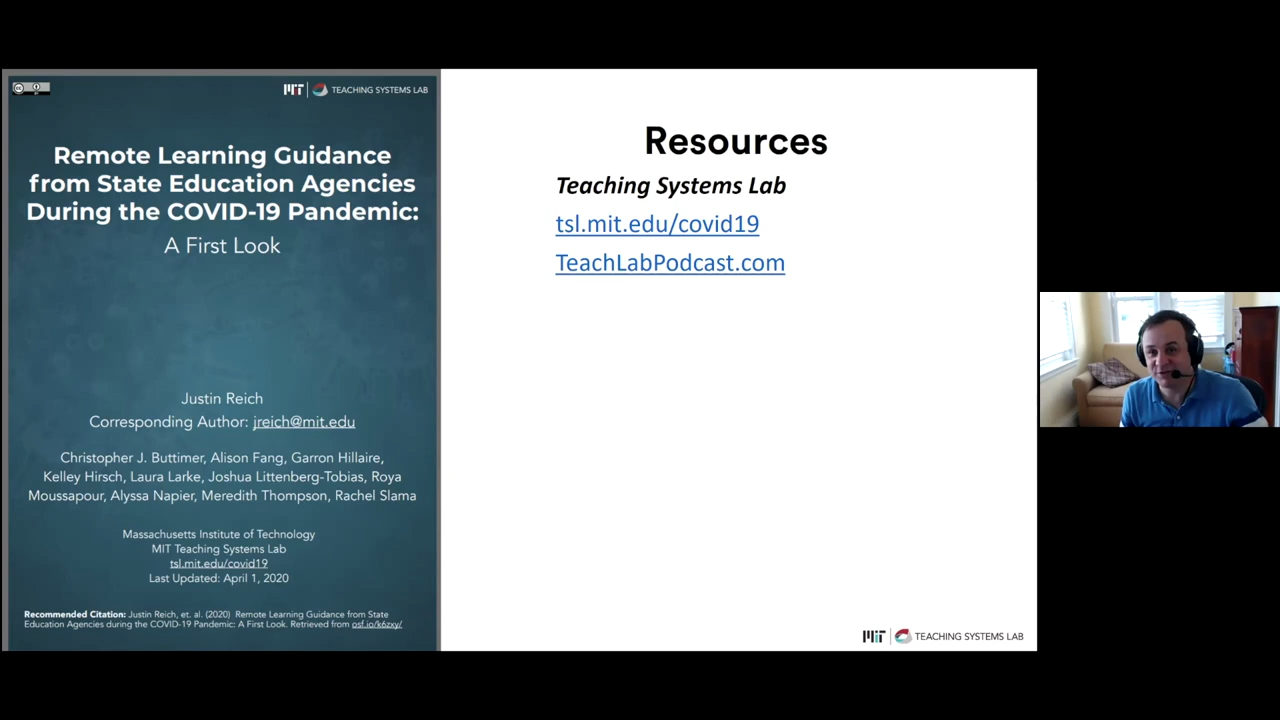 MIT TEACHING SYSTEMS LAB
Remote Learning Guidance
from State Education Agencies
During the COVID-19 Pandemic:
A First Look
Justin Reich
Corresponding Author: jreich@mit.edu
Christopher J. Buttimer, Alison Fang, Garron Hillaire,
Kelley Hirsch, Laura Larke, Joshua Littenberg-Tobias, Roya
Moussapour, Alyssa Napier, Meredith Thompson, Rachel Slama
Massachusetts Institute of Technology
MIT Teaching Systems Lab
tsl.mit.edu/covid19
Last Updated: April 1, 2020
Recommended Citation: Justin Reich, et. al. (2020) Remote Learning Guidance from State
Education Agencies during the COVID-19 Pandemic: A First Look. Retrieved from osf.io/k6zxy/
Resources
Teaching Systems Lab
tsl.mit.edu/covid19
TeachLabPodcast.com
MIT TEACHING SYSTEMS LAB